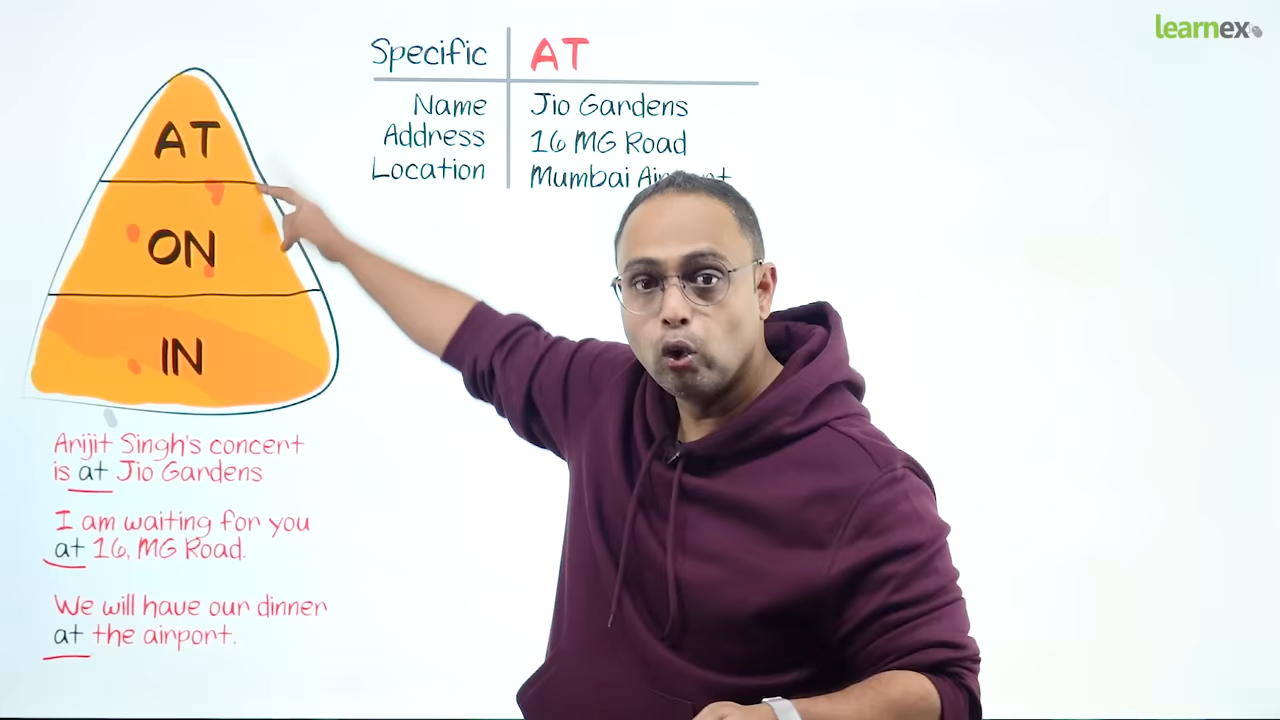 learnex
Specific AT
Name Jio Gardens
Address 16 MG Road
Location Mumbai
AT
ON
IN
Arijit Singh's concert
is at Jio Gardens
I am waiting for you
at 16, MG Road.
We will have our dinner
at the airport.